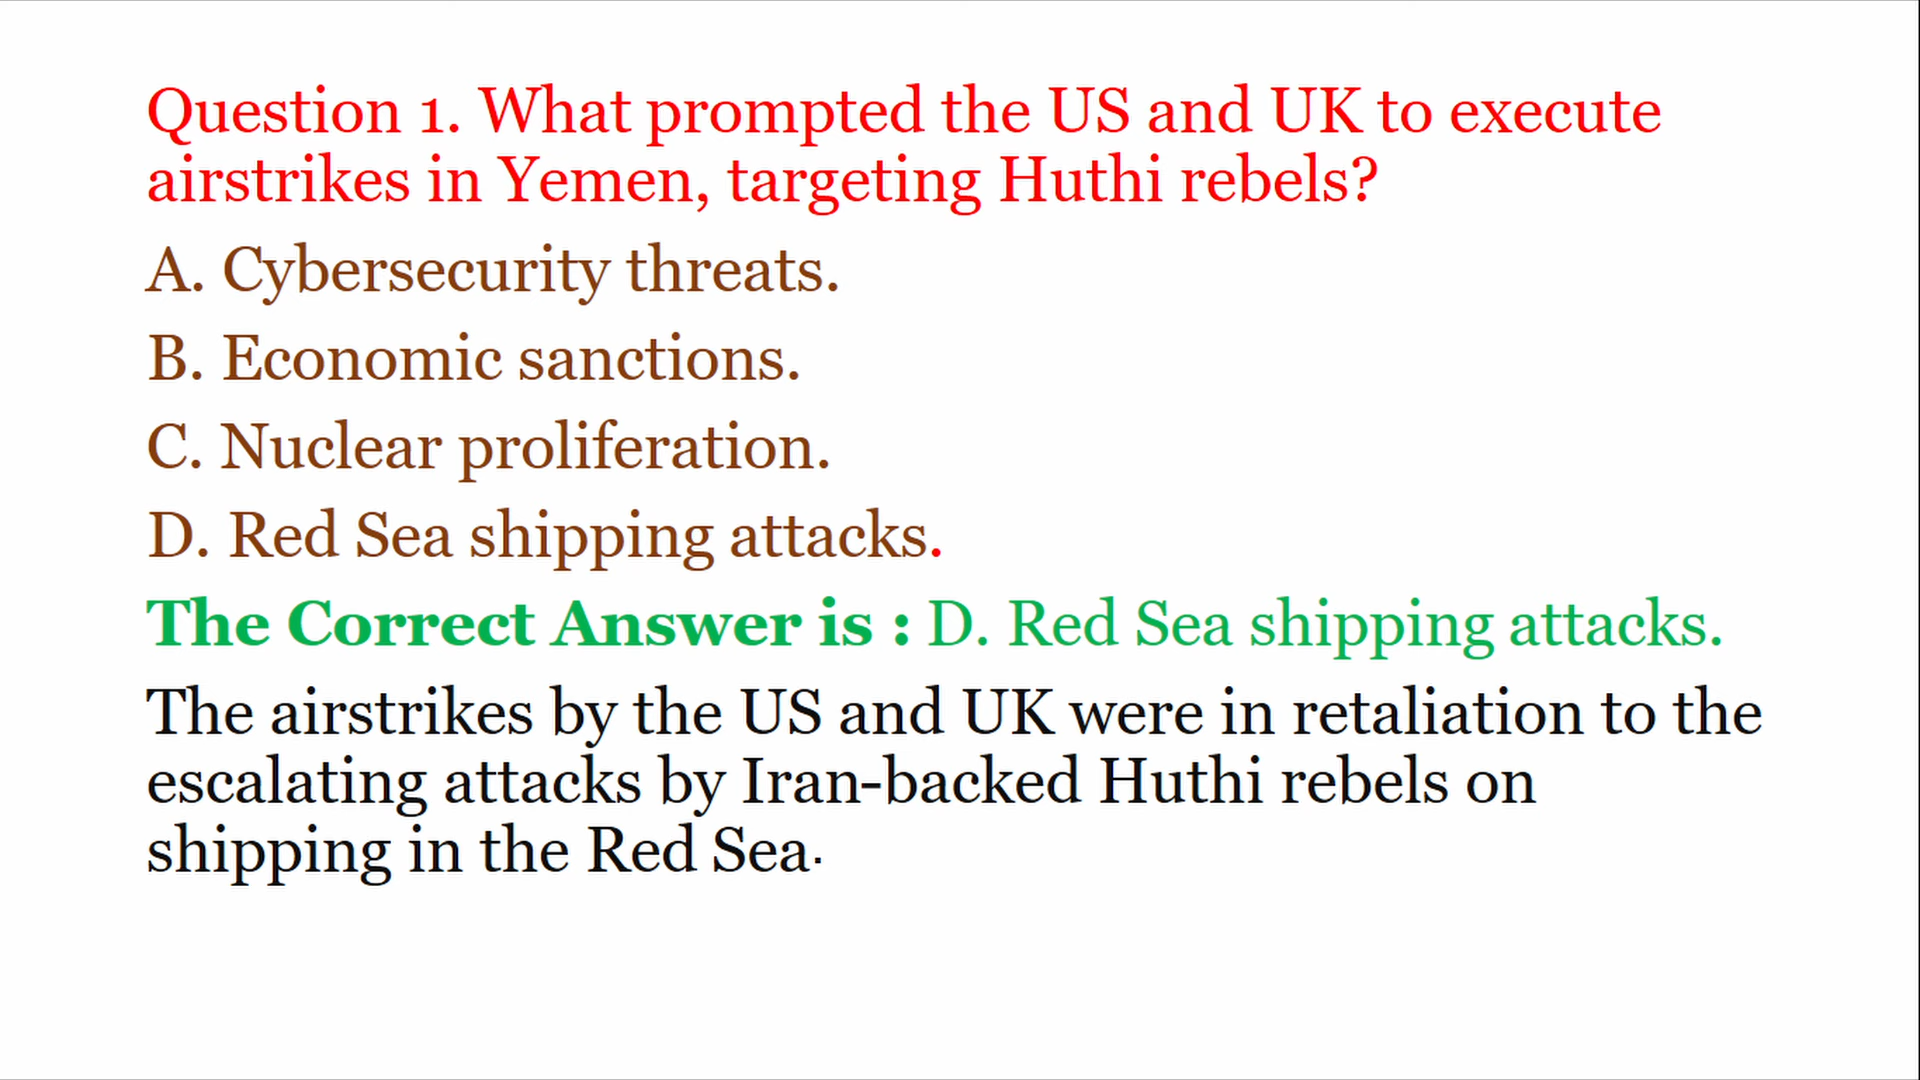 Question 1. What prompted the US and UK to execute
airstrikes in Yemen, targeting Huthi rebels?
A. Cybersecurity threats.
B. Economic sanctions.
C. Nuclear proliferation.
D. Red Sea shipping attacks.
The Correct Answer is : D. Red Sea shipping attacks.
The airstrikes by the US and UK were in retaliation to the
escalating attacks by Iran-backed Huthi rebels on
shipping in the Red Sea.